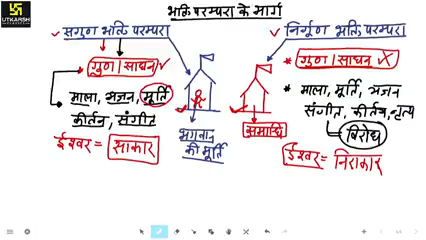 UTKARSH
भक्ति परम्परा के मार्ग
सगुण भक्ति परम्परा
गुण | साधन
माला, भजन, मूर्ति
कीर्तन, संगीत
ईश्वर = साकार
भगवान
की मूर्ति
निर्गुण भक्ति परम्परा
गुण | साधन X
* माला, मूर्ति, भजन
संगीत, कीर्तन, नृत्य
विरोध
समाधि
ईश्वर = निराकार